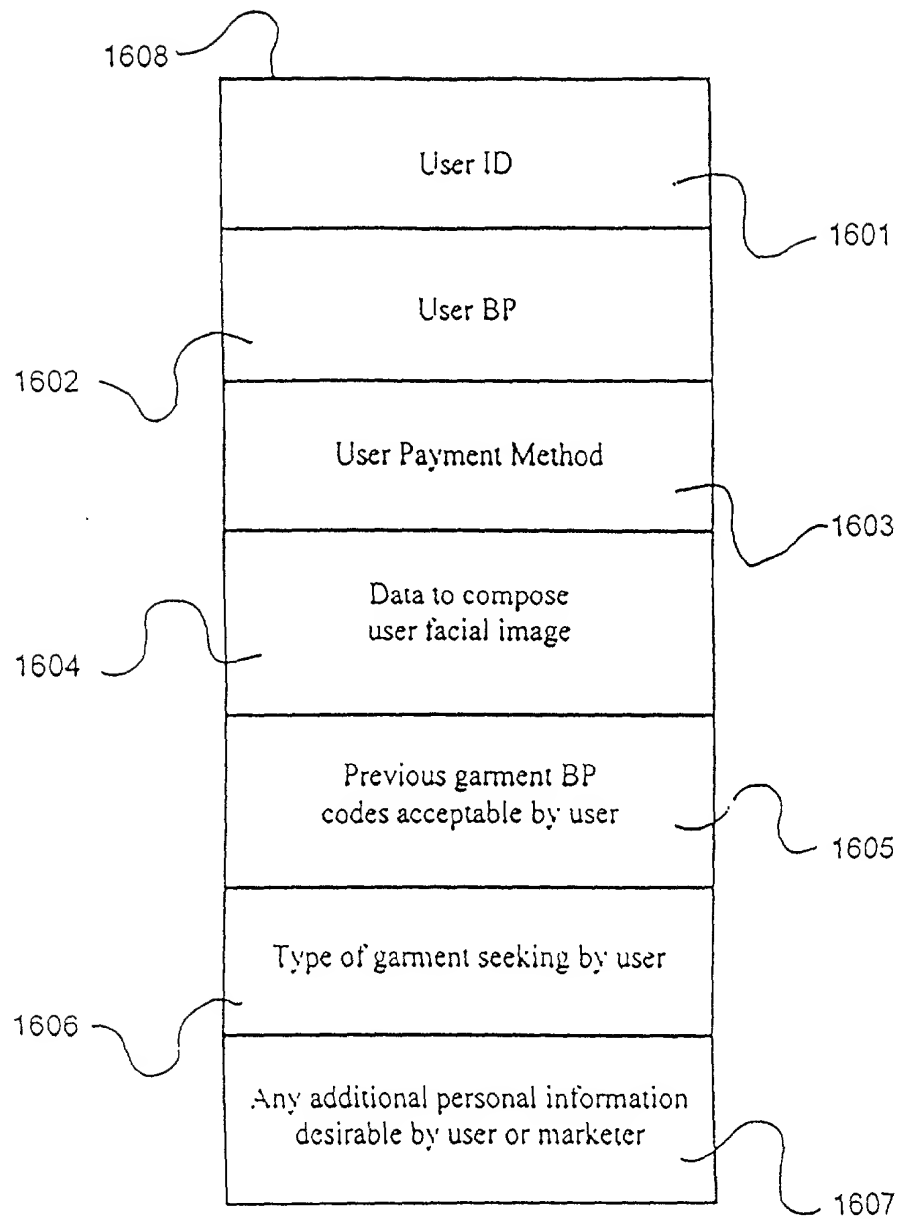 1608
User ID
1601
User BP
1602
User Payment Method
1603
Data to compose
user facial image
1604
Previous garment BP
codes acceptable by user
1605
Type of garment seeking by user
1606
Any additional personal information
desirable by user or marketer
1607